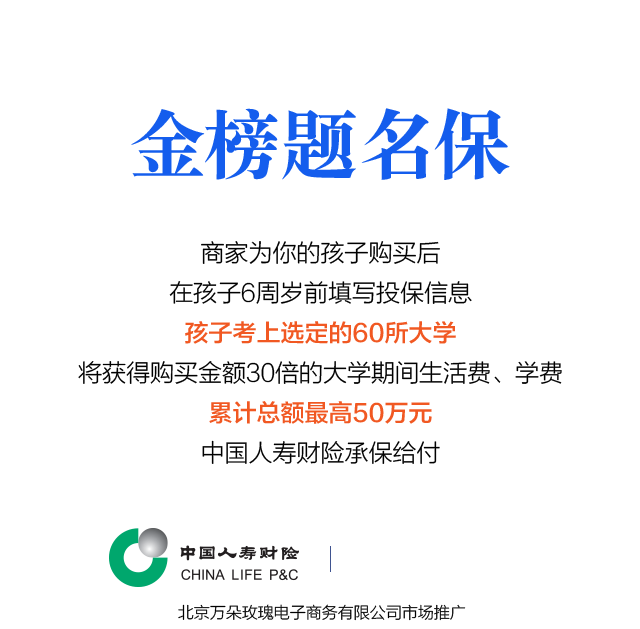 金榜题名保
商家为你的孩子购买后
在孩子6周岁前填写投保信息
孩子考上选定的60所大学
将获得购买金额30倍的大学期间生活费、学费
累计总额最高50万元
中国人寿财险承保给付
中国人寿财险
CHINA LIFE P&C
北京万朵玫瑰电子商务有限公司市场推广